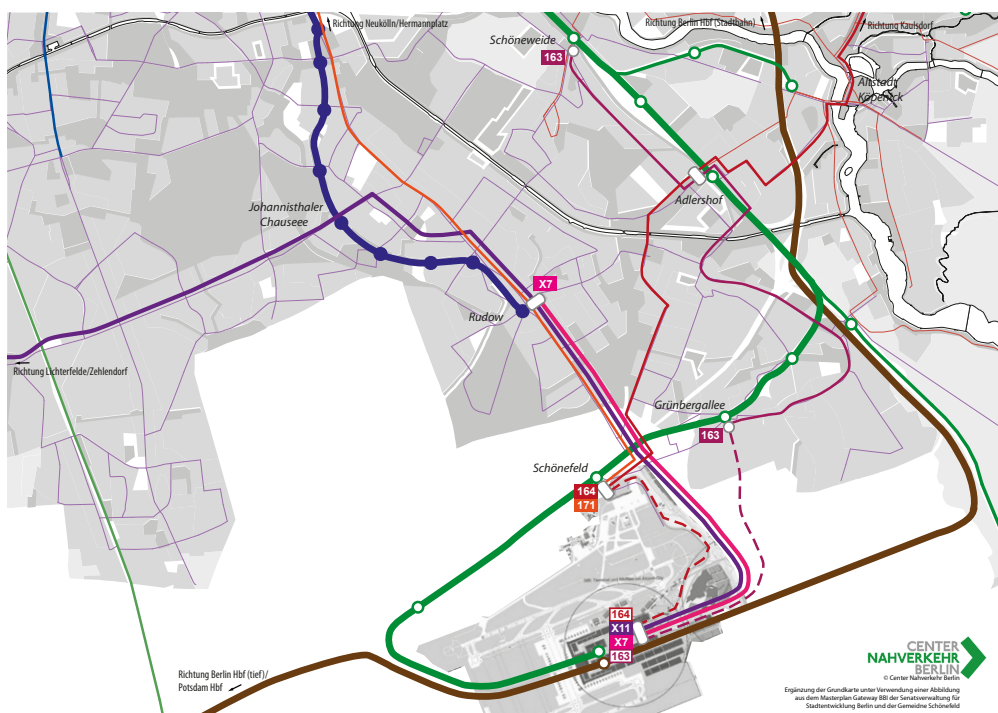 Richtung Neukölln/Hermannplatz
Richtung Berlin Hbf (Stadtbahn)
Richtung Kaulsdorf
Schöneweide
163
Altstadt
Köpenick
Adlershof
Johannisthaler
Chauseee
X7
Rudow
Richtung Lichterfelde/Zehlendorf
Grünbergallee
163
Schönefeld
164
171
164
X11
X7
163
Richtung Berlin Hbf (tief)/
Potsdam Hbf
CENTER
NAHVERKEHR
BERLIN
© Center Nahverkehr Berlin
Ergänzung der Grundkarte unter Verwendung einer Abbildung
aus dem Masterplan Gateway BBI der Senatsverwaltung für
Stadtentwicklung Berlin und der Gemeidne Schönefeld